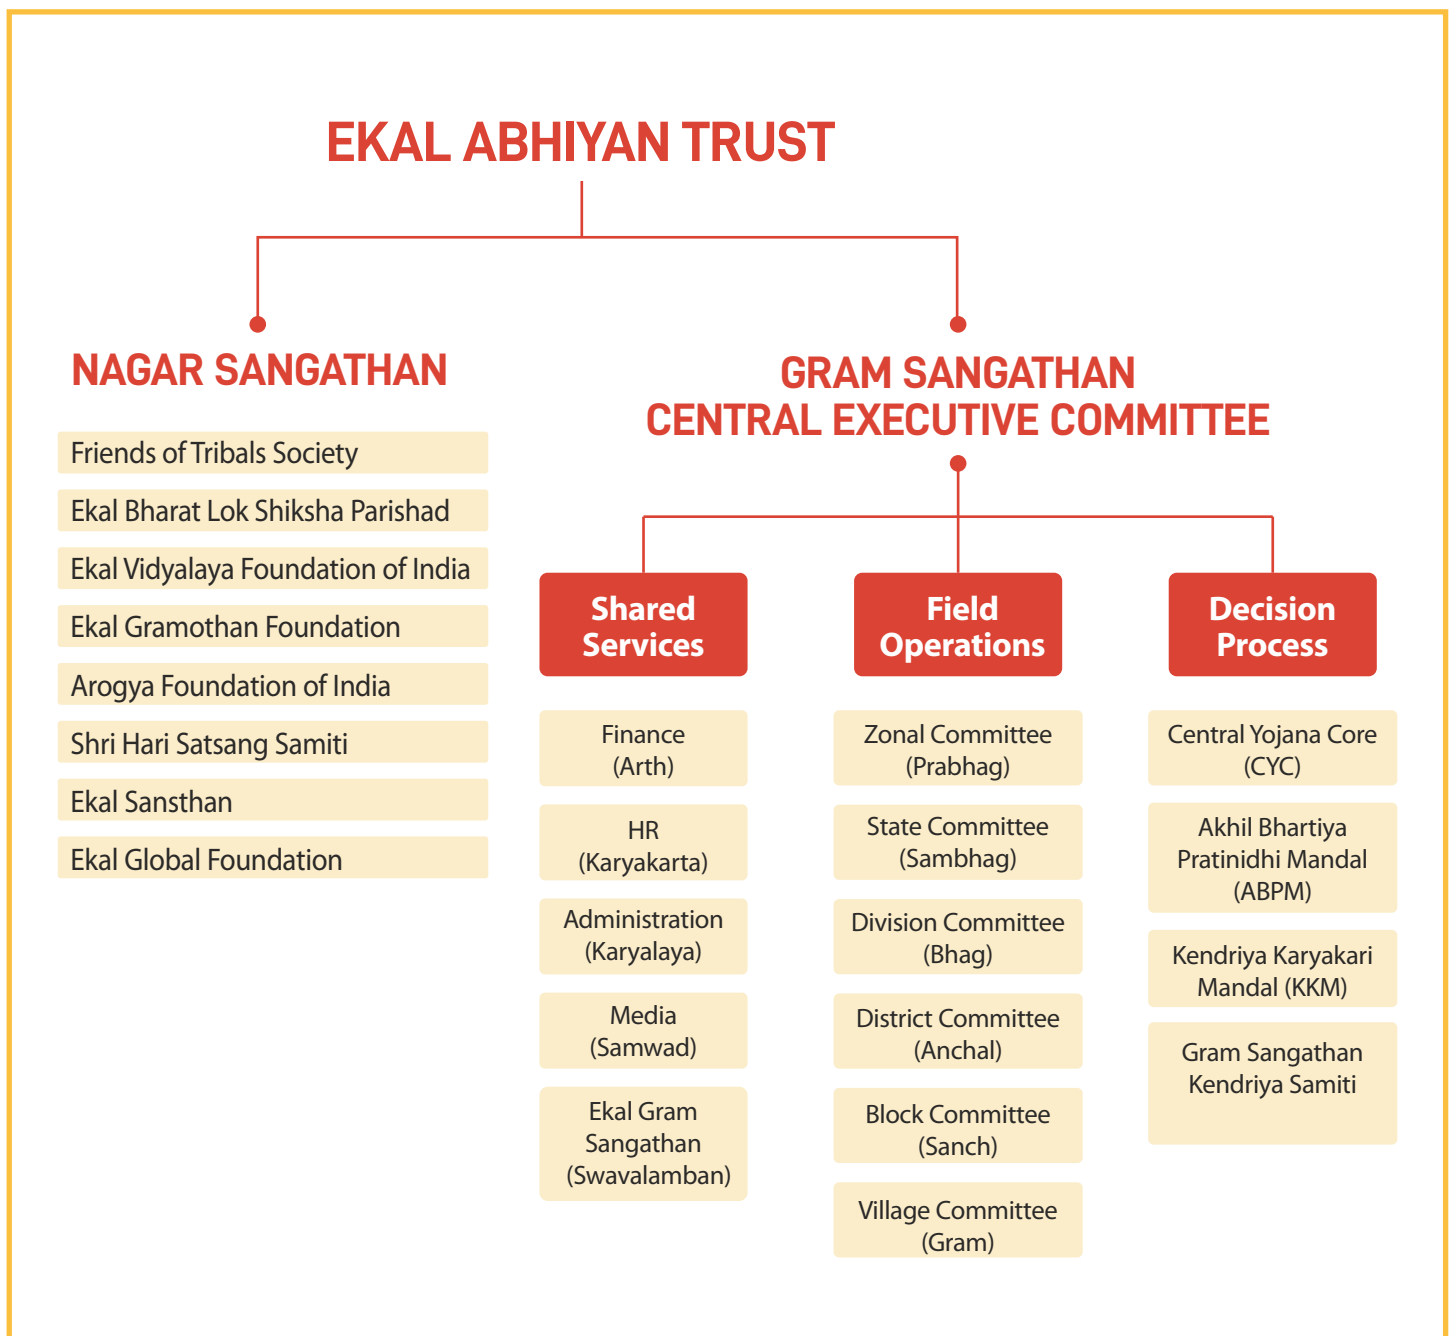 EKAL ABHIYAN TRUST
NAGAR SANGATHAN
Friends of Tribals Society
Ekal Bharat Lok Shiksha Parishad
Ekal Vidyalaya Foundation of India
Ekal Gramothan Foundation
Arogya Foundation of India
Shri Hari Satsang Samiti
Ekal Sansthan
Ekal Global Foundation
GRAM SANGATHAN
CENTRAL EXECUTIVE COMMITTEE
Shared
Services
Finance
(Arth)
HR
(Karyakarta)
Administration
(Karyalaya)
Media
(Samwad)
Ekal Gram
Sangathan
(Swavalamban)
Field
Operations
Zonal Committee
(Prabhag)
State Committee
(Sambhag)
Division Committee
(Bhag)
District Committee
(Anchal)
Block Committee
(Sanch)
Village Committee
(Gram)
Decision
Process
Central Yojana Core
(CYC)
Akhil Bhartiya
Pratinidhi Mandal
(ABPM)
Kendriya Karyakari
Mandal (KKM)
Gram Sangathan
Kendriya Samiti